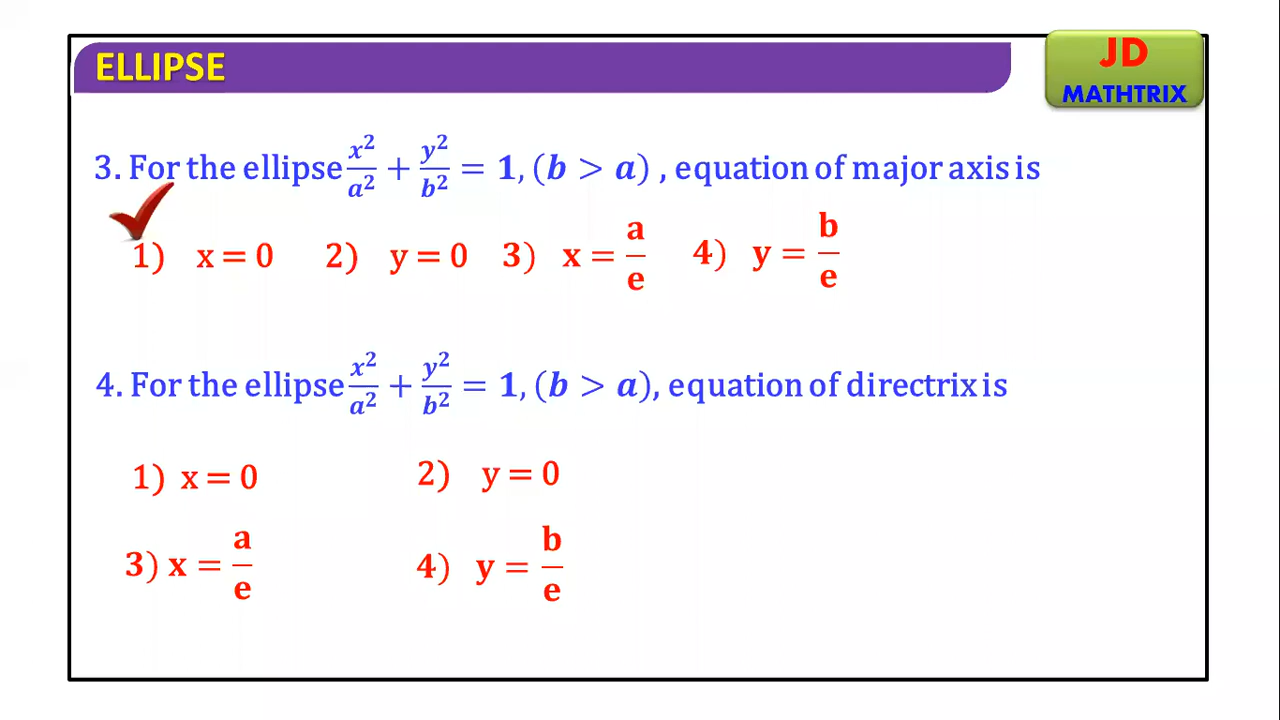 ELLIPSE
JD
MATHTRIX
3. For the ellipse x²/a² + y²/b² = 1, (b > a) , equation of major axis is
1) x = 0 2) y = 0 3) x = a/e 4) y = b/e
4. For the ellipse x²/a² + y²/b² = 1, (b > a), equation of directrix is
1) x = 0 2) y = 0
3) x = a/e 4) y = b/e